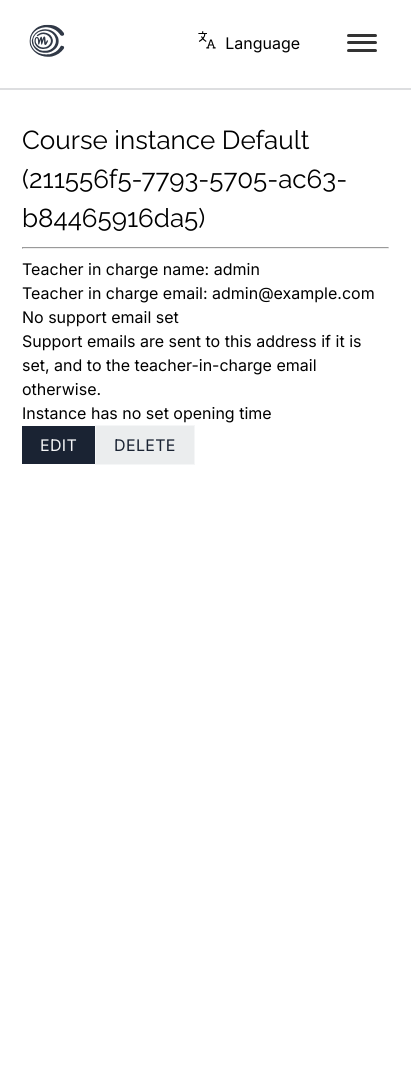 Language
Course instance Default
(211556f5-7793-5705-ac63-
b84465916da5)
Teacher in charge name: admin
Teacher in charge email: admin@example.com
No support email set
Support emails are sent to this address if it is
set, and to the teacher-in-charge email
otherwise.
Instance has no set opening time
EDIT DELETE